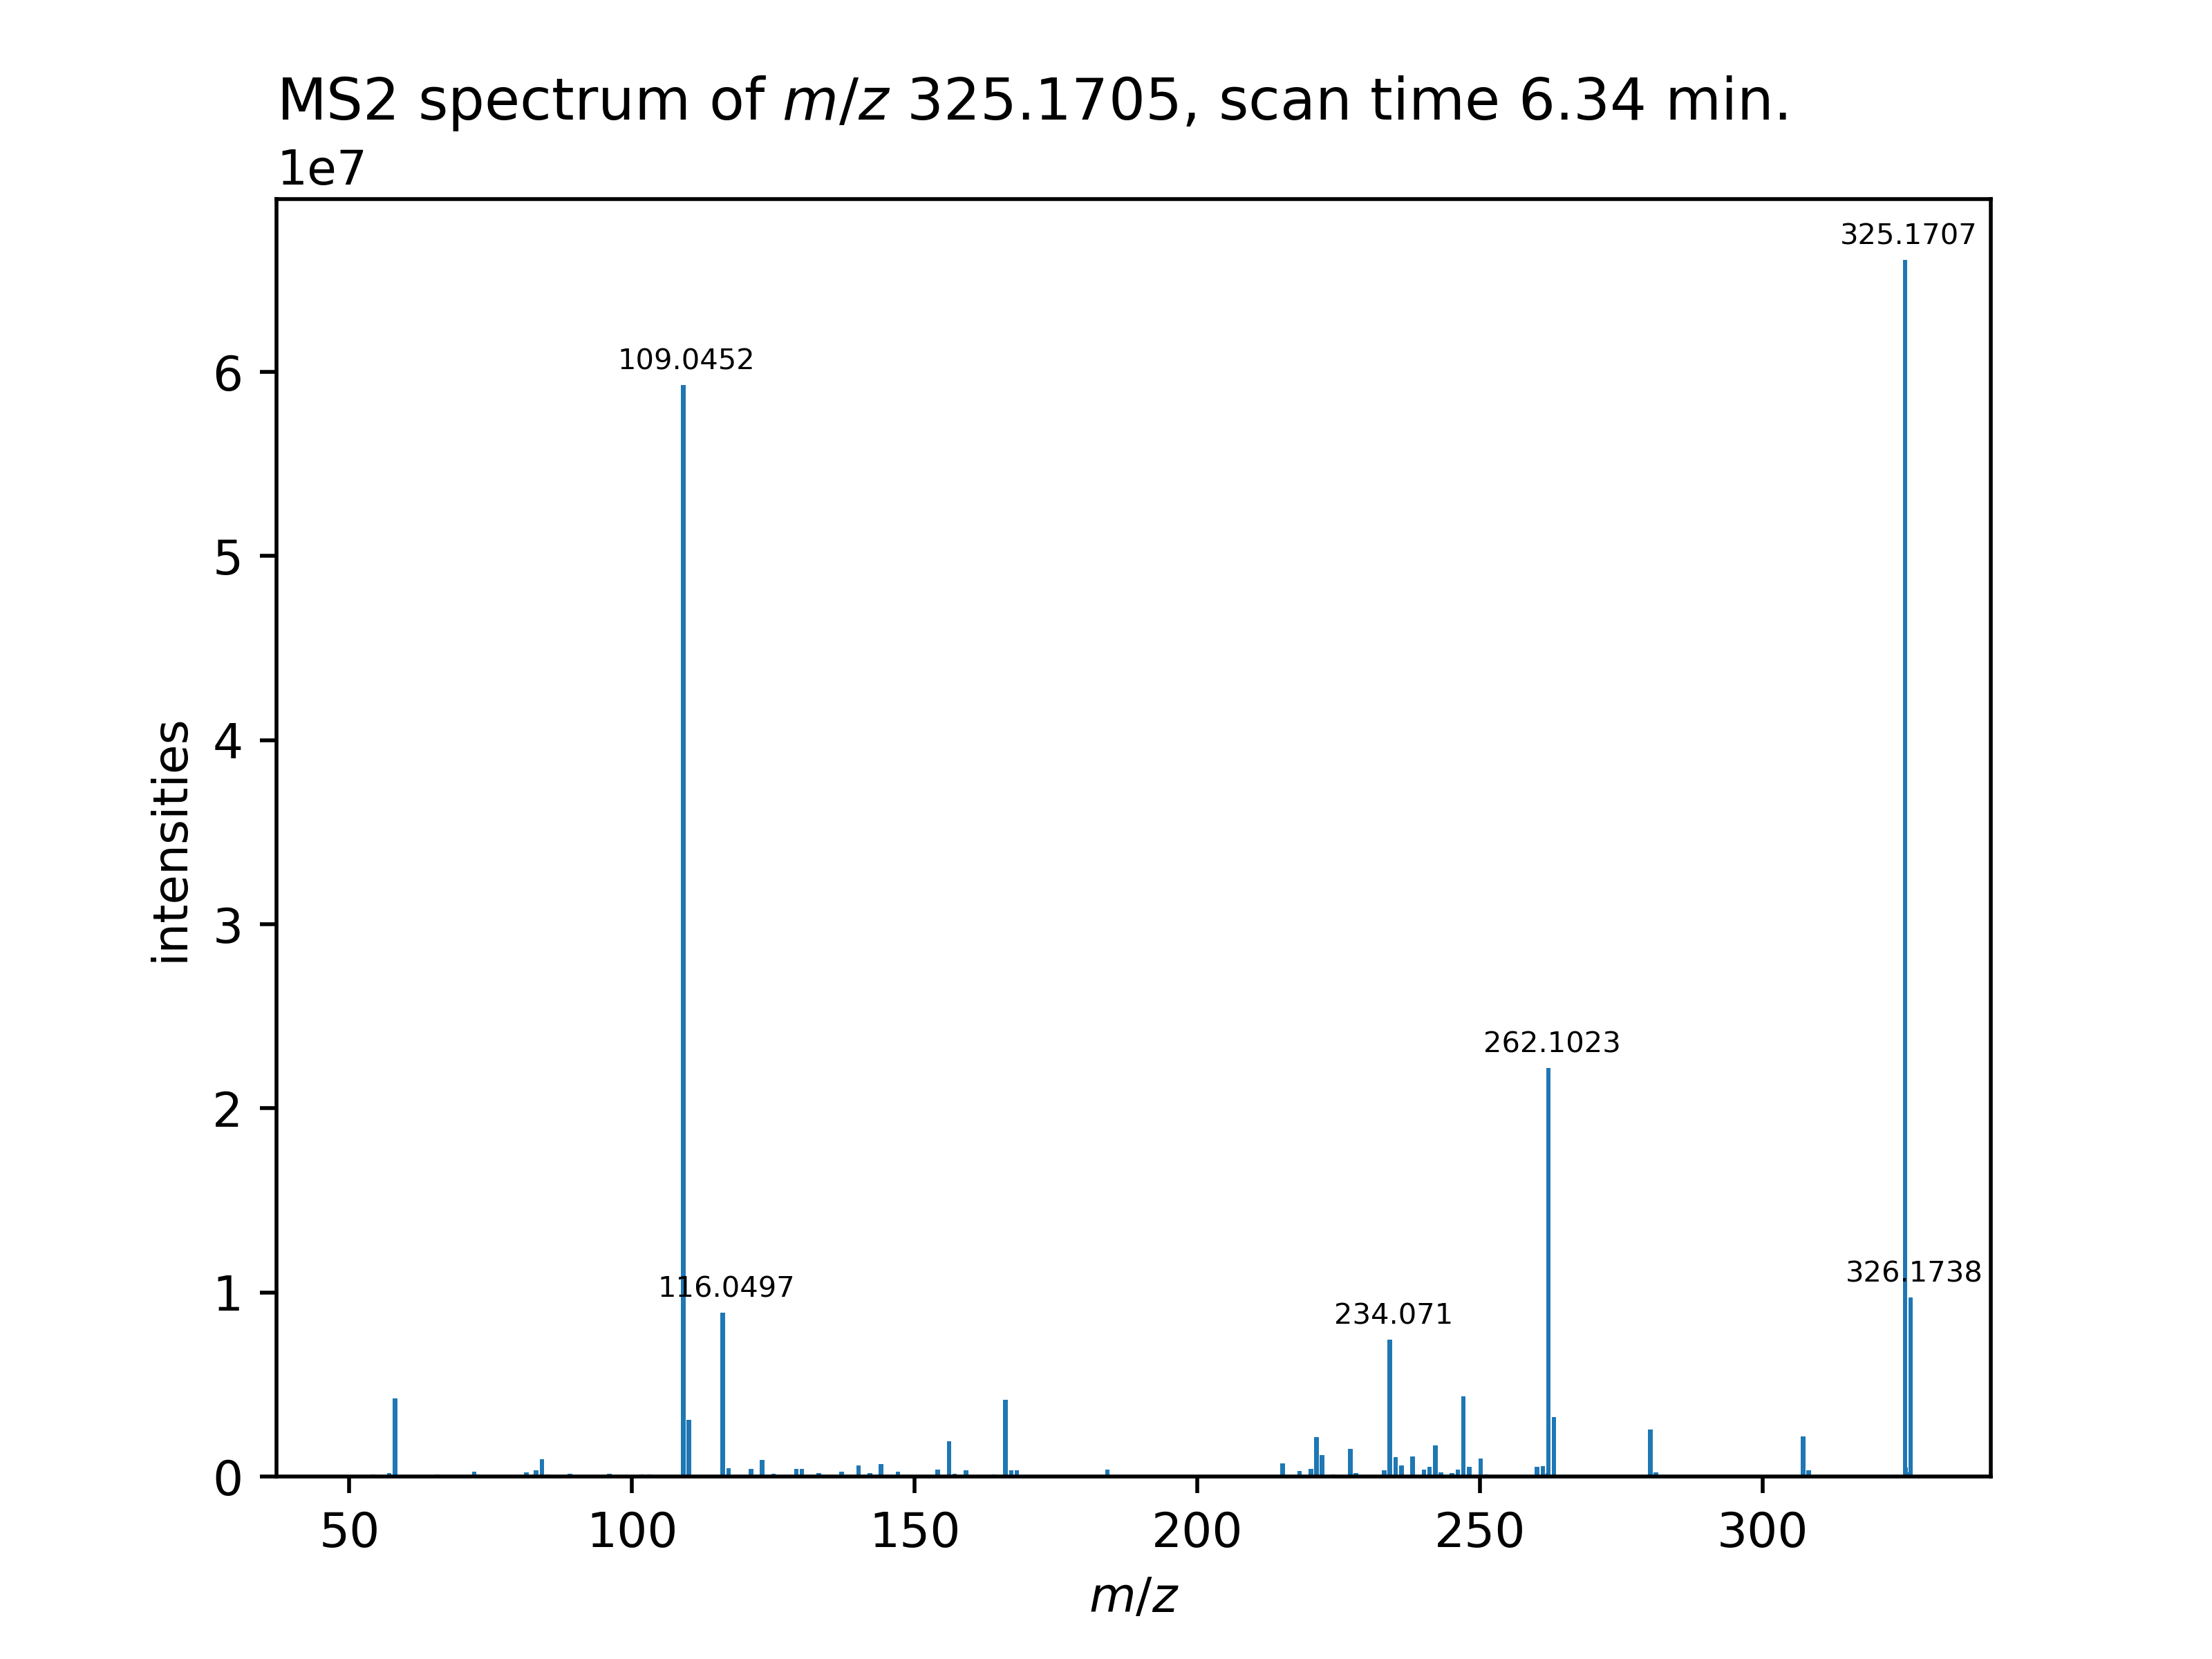 MS2 spectrum of m/z 325.1705, scan time 6.34 min.
1e7
325.1707
109.0452
262.1023
326.1738
116.0497
234.071
6
5
4
3
2
1
0
intensities
50 100 150 200 250 300
m/z